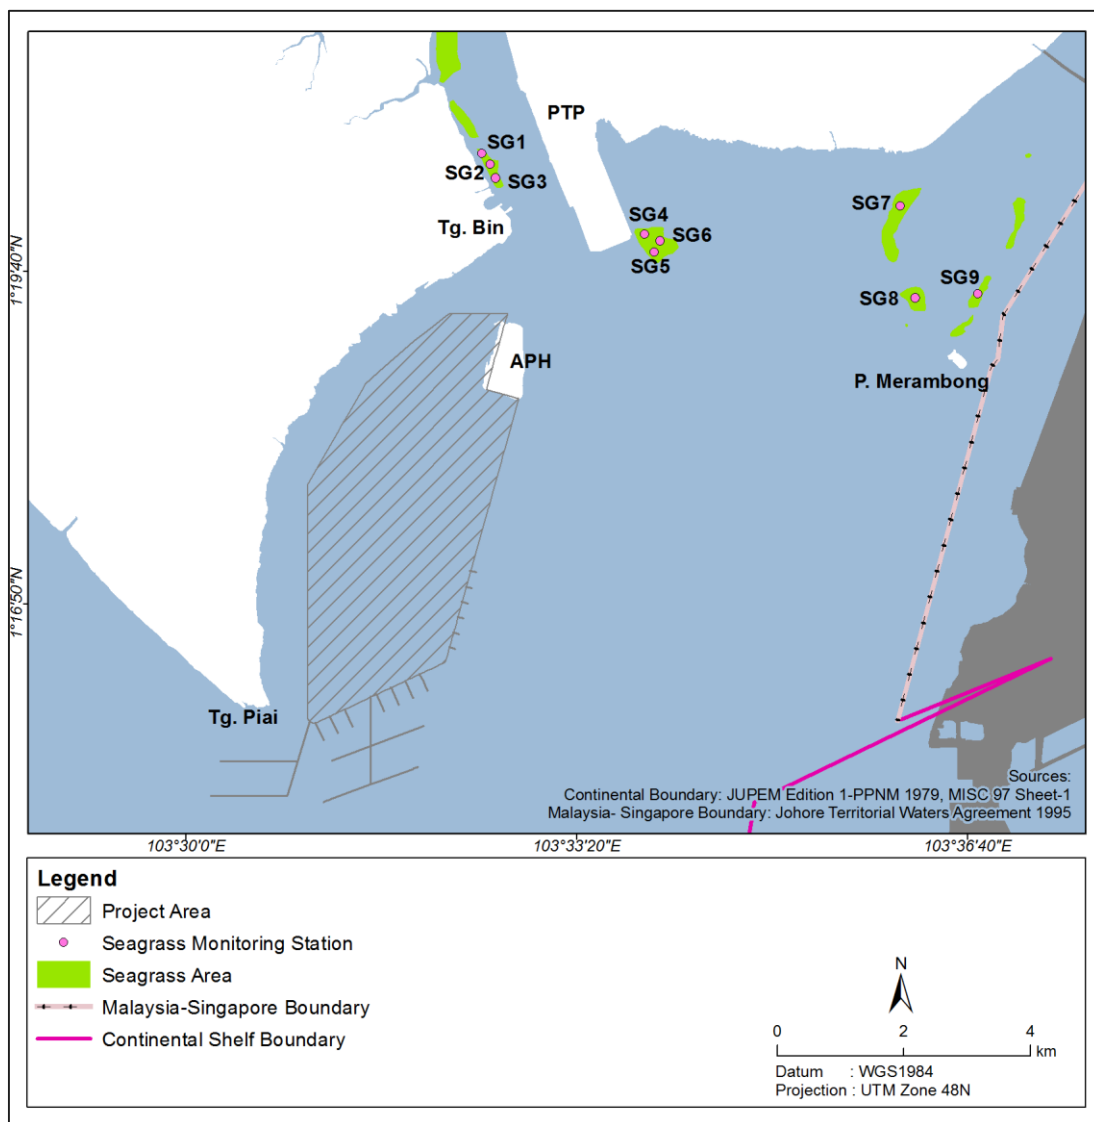 PTP
SG1
SG2
SG3
Tg. Bin
SG4
SG6
SG5
SG7
SG9
SG8
APH
P. Merambong
Tg. Piai
1°19'40"N
1°16'50"N
Sources:
Continental Boundary: JUPEM Edition 1-PPNM 1979, MISC 97 Sheet-1
Malaysia- Singapore Boundary: Johore Territorial Waters Agreement 1995
103°30'0"E
103°33'20"E
103°36'40"E
Legend
Project Area
Seagrass Monitoring Station
Seagrass Area
Malaysia-Singapore Boundary
Continental Shelf Boundary
N
0 2 4
km
Datum : WGS1984
Projection : UTM Zone 48N